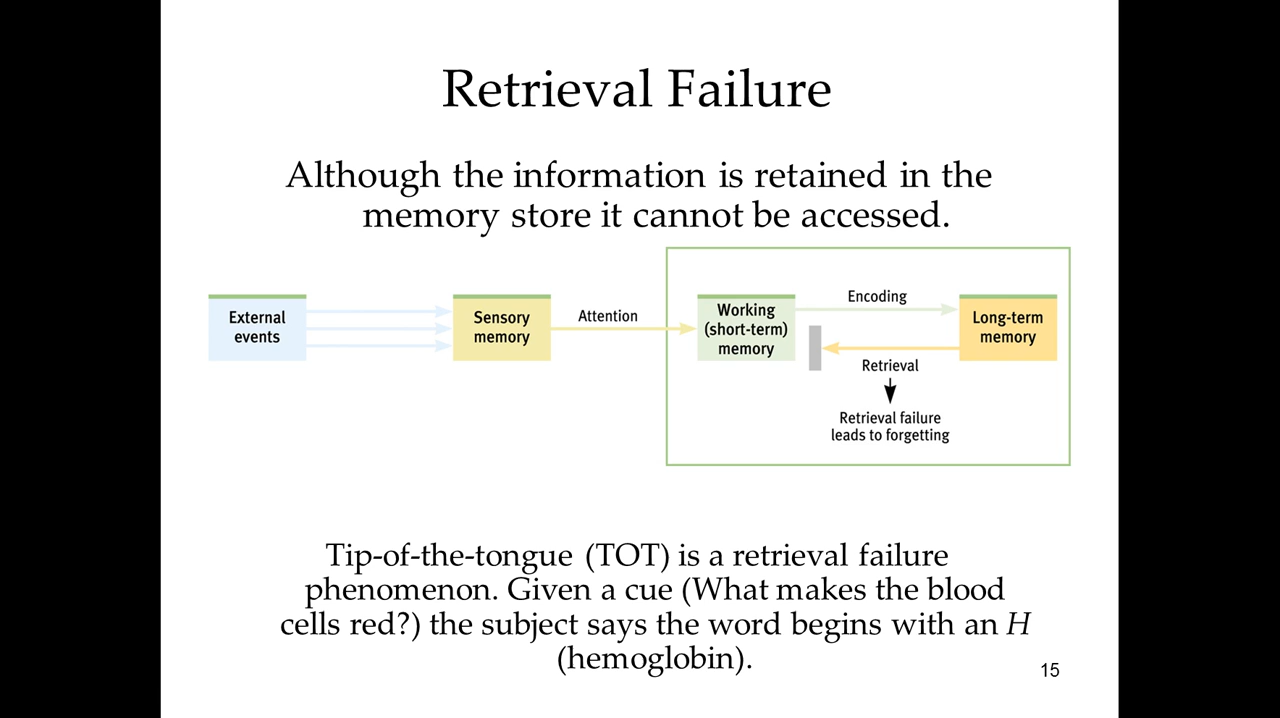 Retrieval Failure
Although the information is retained in the
memory store it cannot be accessed.
External
events
Sensory
memory
Attention
Working
(short-term)
memory
Encoding
Long-term
memory
Retrieval
Retrieval failure
leads to forgetting
Tip-of-the-tongue (TOT) is a retrieval failure
phenomenon. Given a cue (What makes the blood
cells red?) the subject says the word begins with an H
(hemoglobin).
15